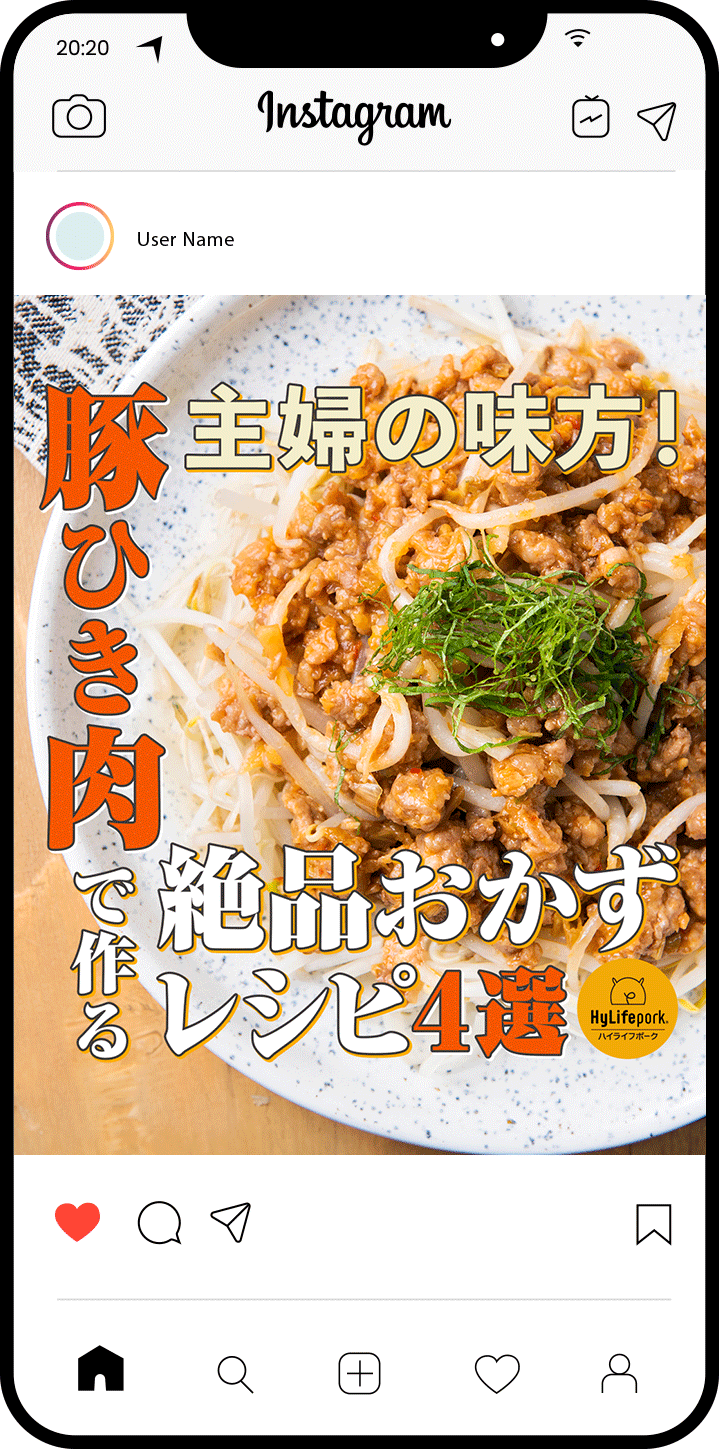 20:20
Instagram
User Name
主婦の味方!
豚ひき肉で作る
絶品おかず
レシピ4選
HyLifepork.
ハイライフポーク